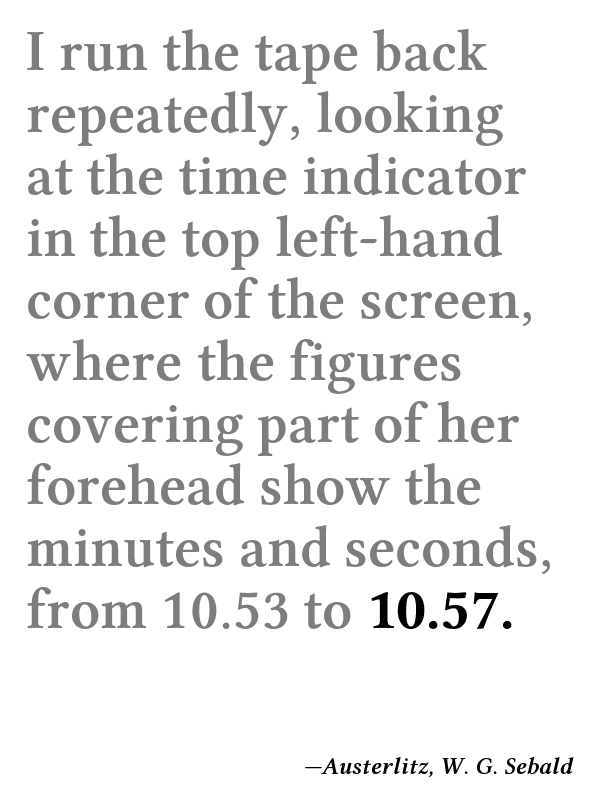 I run the tape back
repeatedly, looking
at the time indicator
in the top left-hand
corner of the screen,
where the figures
covering part of her
forehead show the
minutes and seconds,
from 10.53 to 10.57.
—Austerlitz, W. G. Sebald